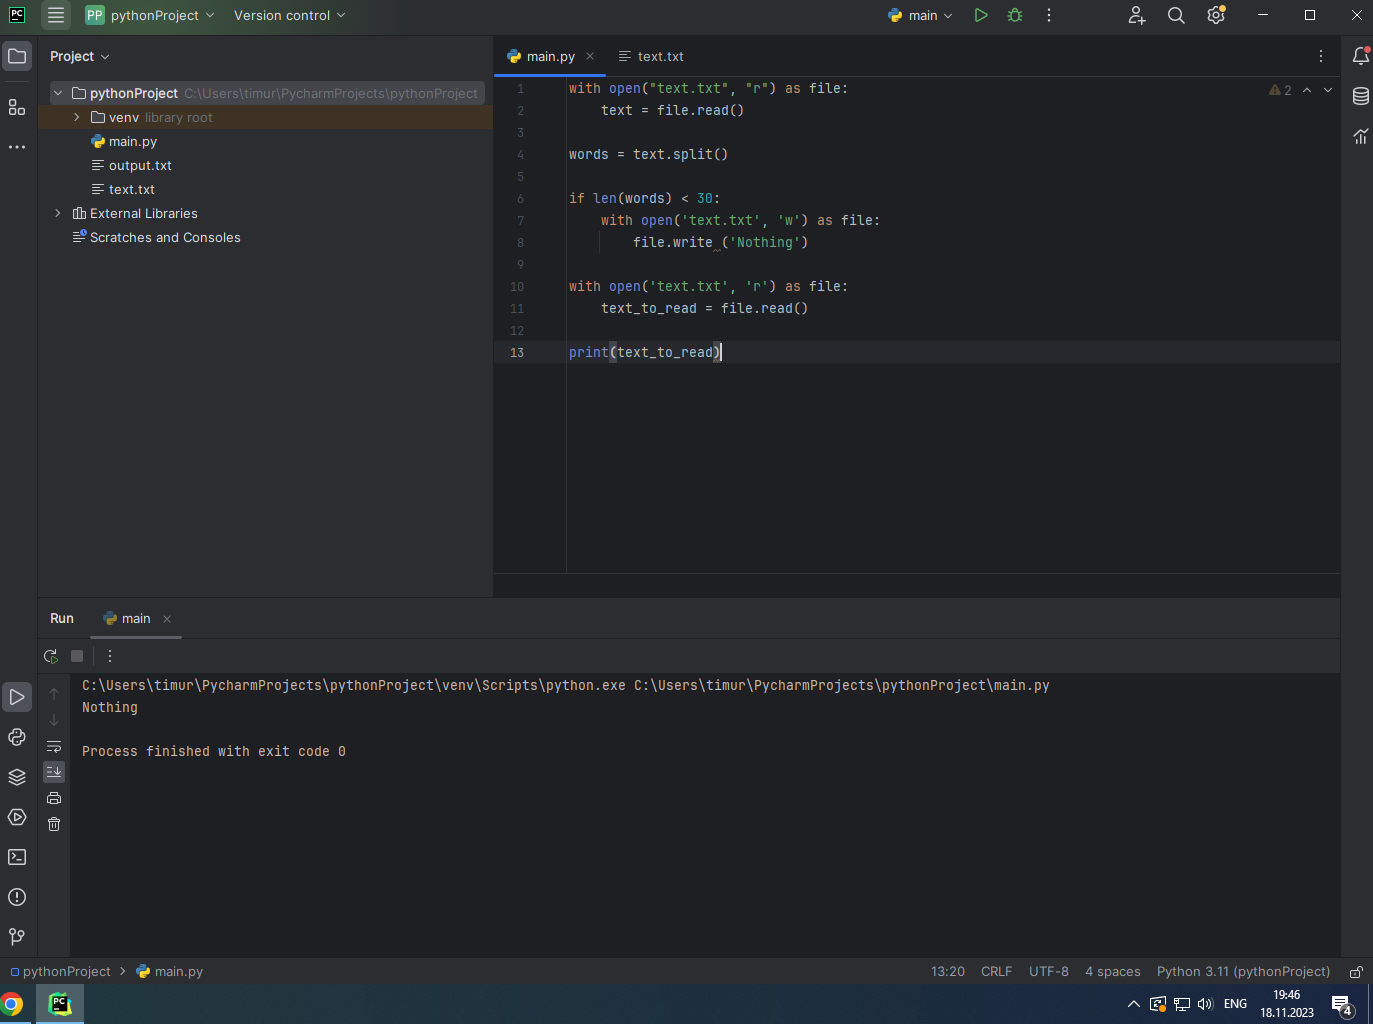 PC PP pythonProject Version control main
Project
main.py
text.txt
pythonProject C:\Users\timur\PycharmProjects\pythonProject
venv library root
main.py
output.txt
text.txt
External Libraries
Scratches and Consoles
2
1 with open("text.txt", "r") as file:
2     text = file.read()
3
4 words = text.split()
5
6 if len(words) < 30:
7     with open('text.txt', 'w') as file:
8         file.write ('Nothing')
9
10 with open('text.txt', 'r') as file:
11     text_to_read = file.read()
12
13 print(text_to_read)
Run main
C:\Users\timur\PycharmProjects\pythonProject\venv\Scripts\python.exe C:\Users\timur\PycharmProjects\pythonProject\main.py
Nothing
Process finished with exit code 0
pythonProject > main.py 13:20 CRLF UTF-8 4 spaces Python 3.11 (pythonProject)
PC ENG 19:46
18.11.2023
4